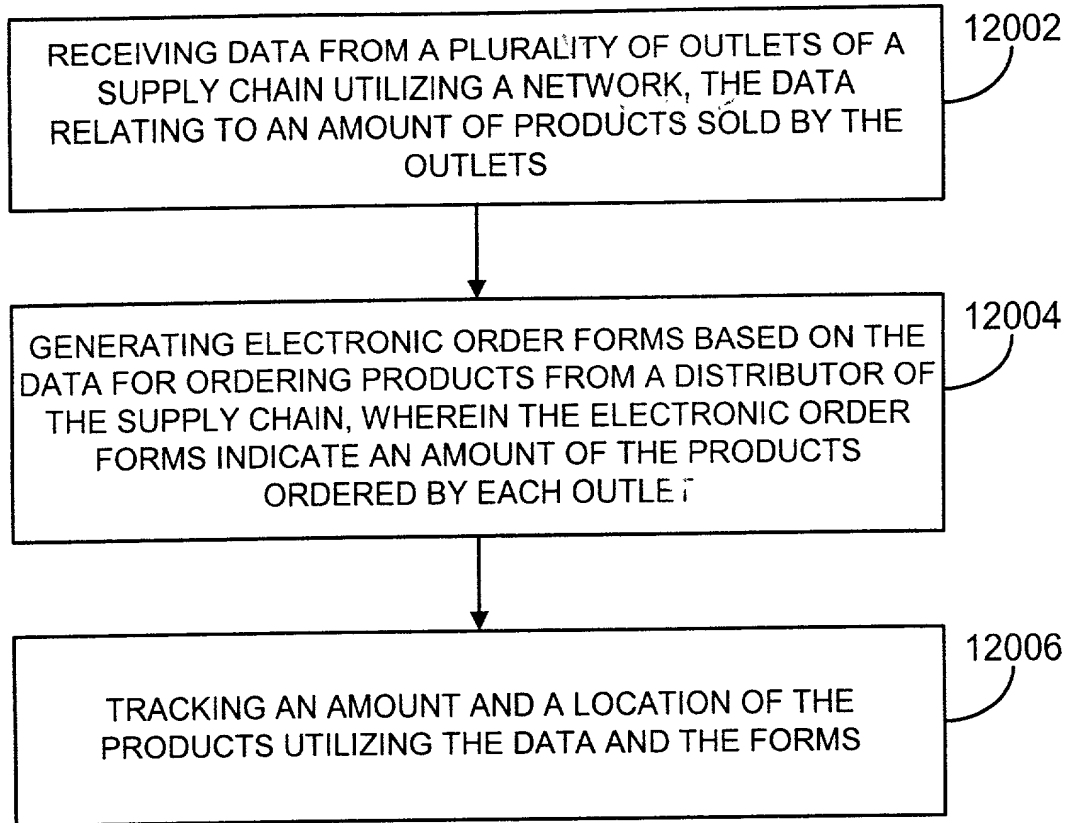 RECEIVING DATA FROM A PLURALITY OF OUTLETS OF A
SUPPLY CHAIN UTILIZING A NETWORK, THE DATA
RELATING TO AN AMOUNT OF PRODUCTS SOLD BY THE
OUTLETS
12002
GENERATING ELECTRONIC ORDER FORMS BASED ON THE
DATA FOR ORDERING PRODUCTS FROM A DISTRIBUTOR OF
THE SUPPLY CHAIN, WHEREIN THE ELECTRONIC ORDER
FORMS INDICATE AN AMOUNT OF THE PRODUCTS
ORDERED BY EACH OUTLET
12004
TRACKING AN AMOUNT AND A LOCATION OF THE
PRODUCTS UTILIZING THE DATA AND THE FORMS
12006